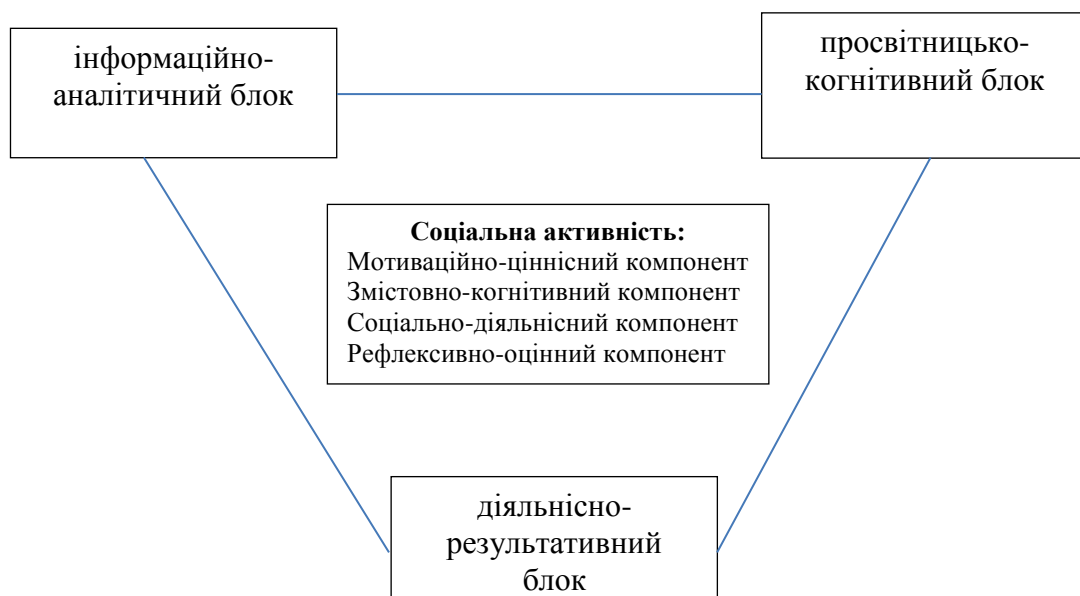 інформаційно-
аналітичний блок
просвітницько-
когнітивний блок
Соціальна активність:
Мотиваційно-ціннісний компонент
Змістовно-когнітивний компонент
Соціально-діяльнісний компонент
Рефлексивно-оцінний компонент
діяльнісно-
результативний
блок